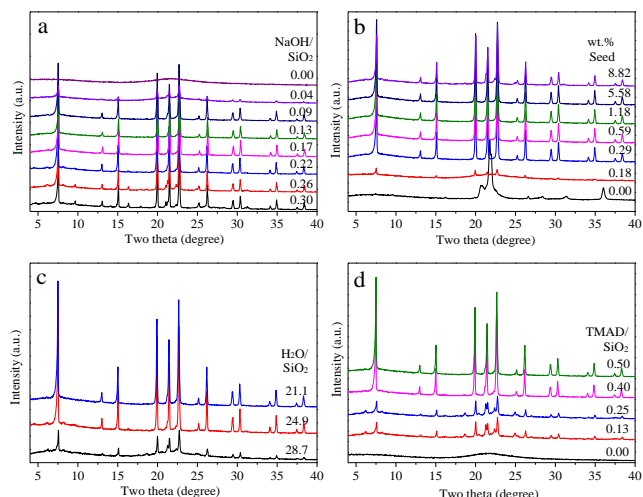 a
NaOH/
SiO₂
0.00
0.04
0.09
0.13
0.17
0.22
0.26
0.30
Intensity (a.u.)
5 10 15 20 25 30 35 40
Two theta (degree)
b
wt.%
Seed
8.82
5.58
1.18
0.59
0.29
0.18
0.00
Intensity (a.u.)
5 10 15 20 25 30 35 40
Two theta (degree)
c
H₂O/
SiO₂
21.1
24.9
28.7
Intensity (a.u.)
5 10 15 20 25 30 35 40
Two theta (degree)
d
TMAD/
SiO₂
0.50
0.40
0.25
0.13
0.00
Intensity (a.u.)
5 10 15 20 25 30 35 40
Two theta (degree)